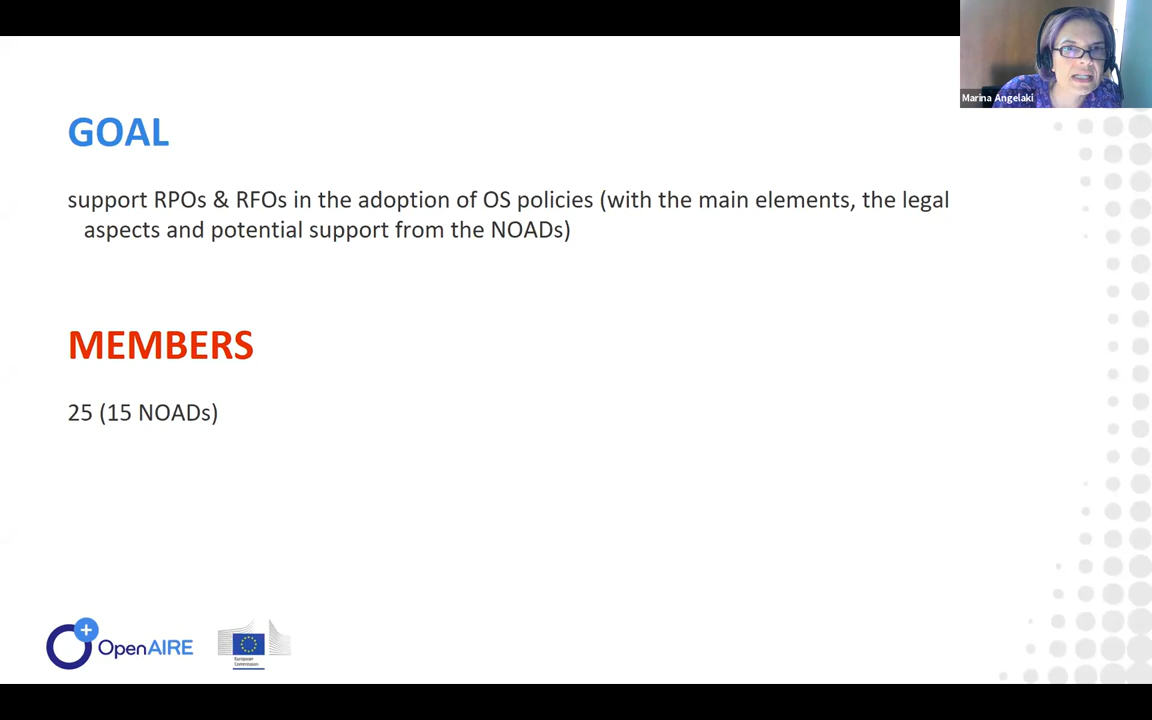 Marina Angelaki
GOAL
support RPOs & RFOs in the adoption of OS policies (with the main elements, the legal
aspects and potential support from the NOADs)
MEMBERS
25 (15 NOADs)
OpenAIRE
European
Commission